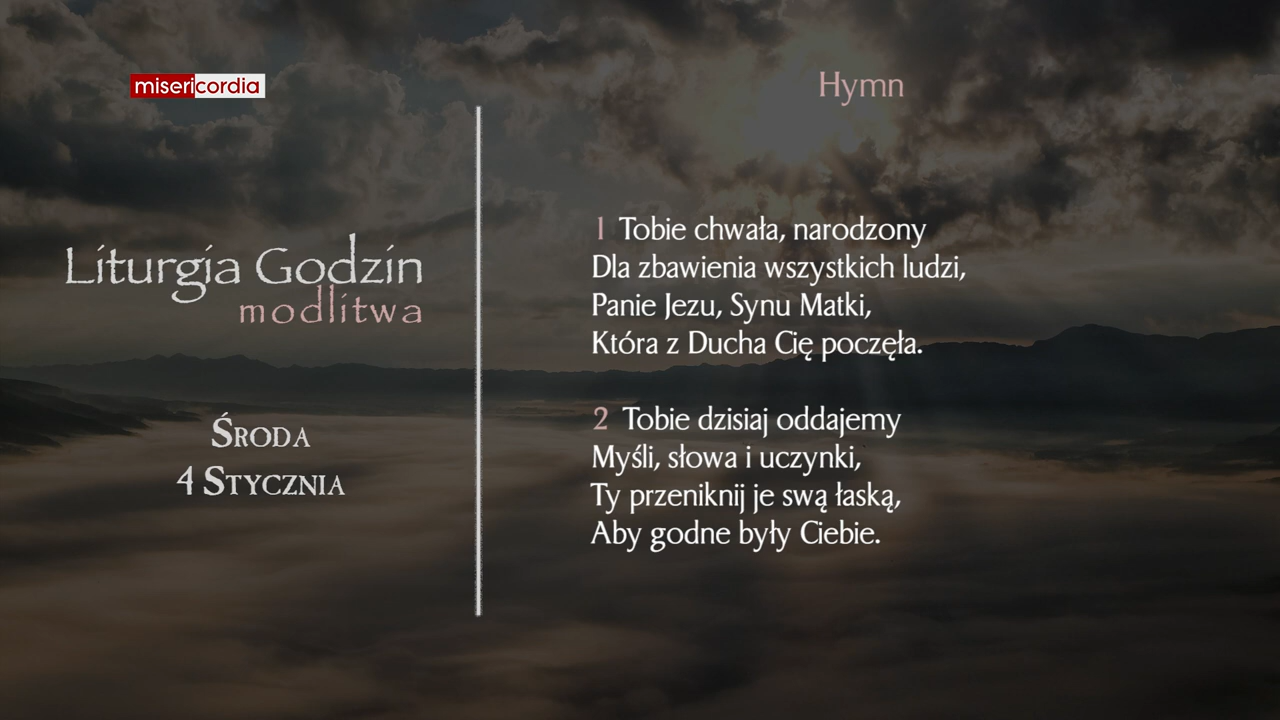 misericordia
Liturgia Godzin
modlitwa
Środa
4 Stycznia
Hymn
1 Tobie chwała, narodzony
Dla zbawienia wszystkich ludzi,
Panie Jezu, Synu Matki,
Która z Ducha Cię poczęła.
2 Tobie dzisiaj oddajemy
Myśli, słowa i uczynki,
Ty przeniknij je swą łaską,
Aby godne były Ciebie.